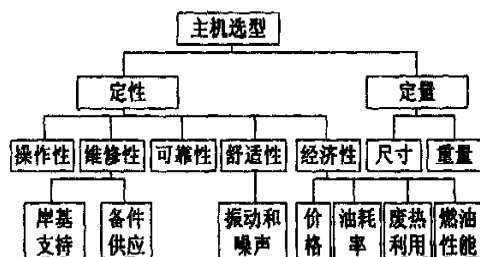 主机选型
定性
定量
操作性
维修性
可靠性
舒适性
经济性
尺寸
重量
岸基
支持
备件
供应
振动和
噪声
价
格
油耗
率
废热
利用
燃油
性能